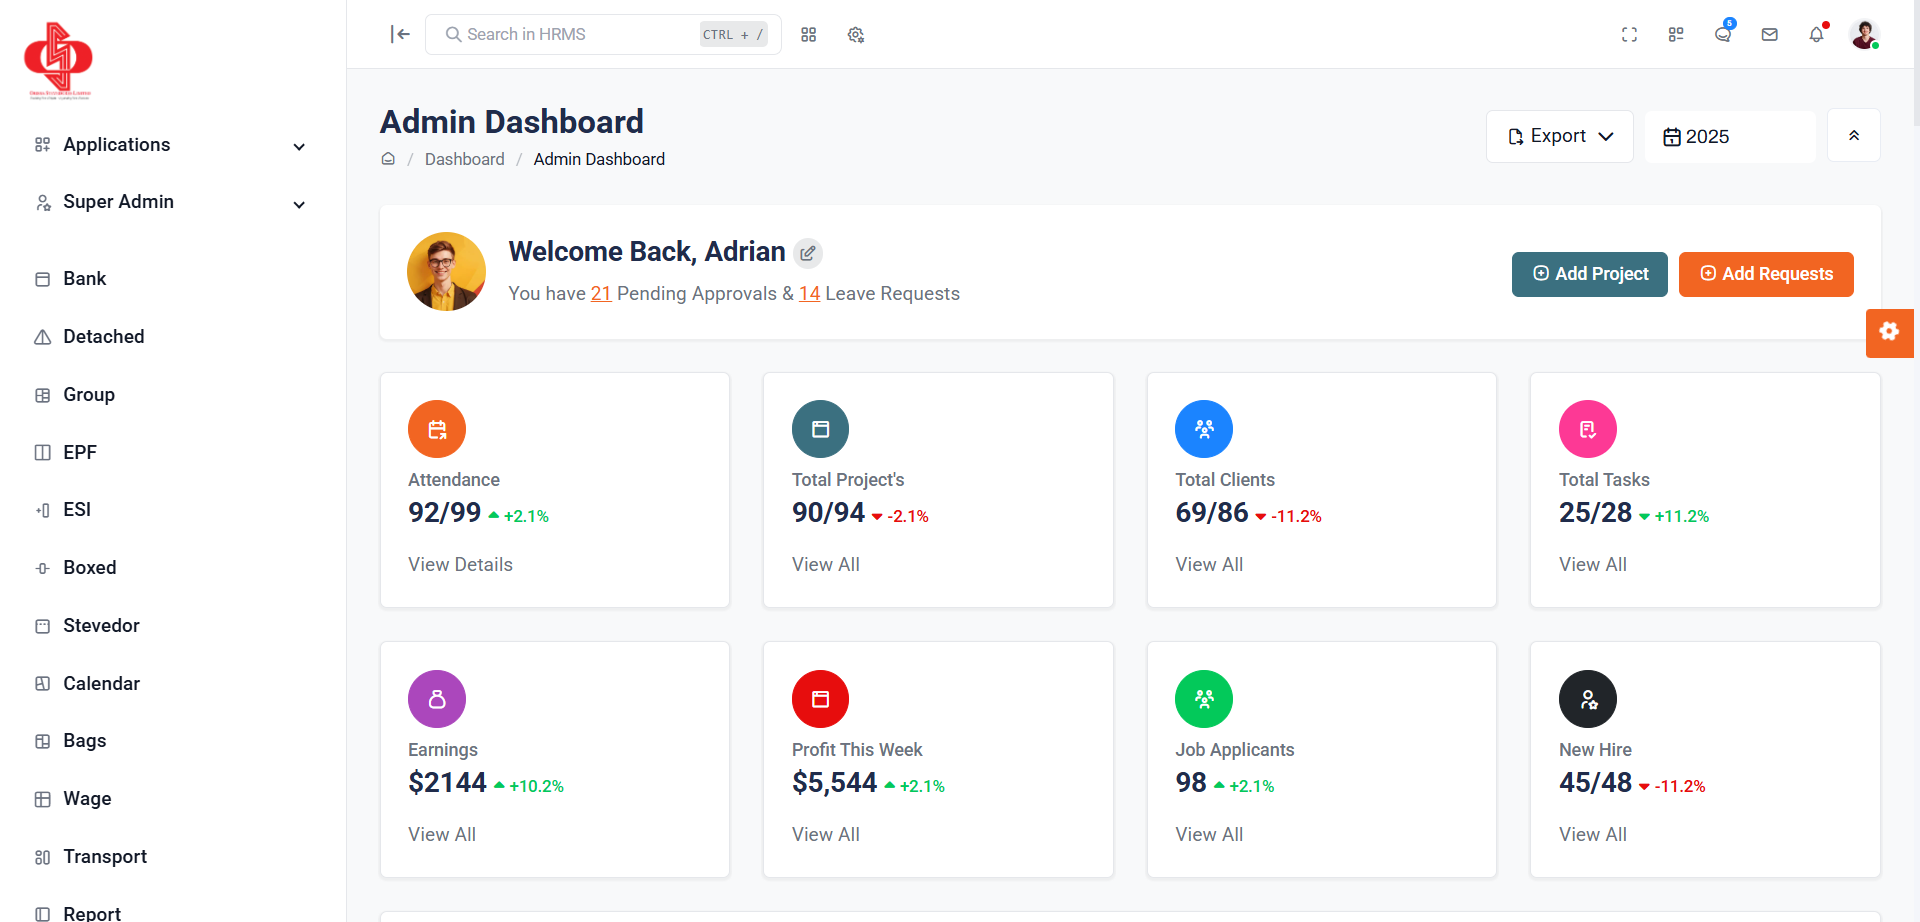 Applications
Super Admin
Bank
Detached
Group
EPF
ESI
Boxed
Stevedor
Calendar
Bags
Wage
Transport
Report
Search in HRMS
CTRL + /
5
Admin Dashboard
/ Dashboard / Admin Dashboard
Export
2025
Welcome Back, Adrian
You have 21 Pending Approvals & 14 Leave Requests
Add Project
Add Requests
Attendance
92/99 +2.1%
View Details
Total Project's
90/94 -2.1%
View All
Total Clients
69/86 -11.2%
View All
Total Tasks
25/28 +11.2%
View All
Earnings
$2144 +10.2%
View All
Profit This Week
$5,544 +2.1%
View All
Job Applicants
98 +2.1%
View All
New Hire
45/48 -11.2%
View All